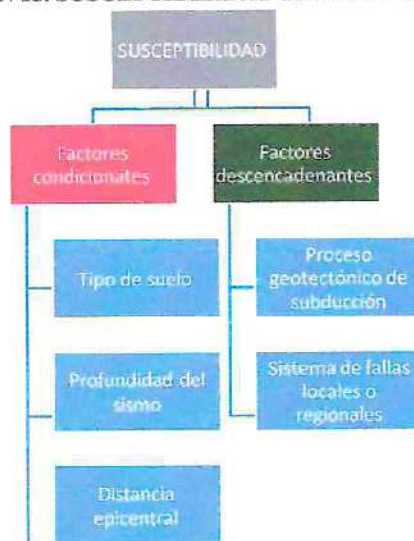 SUSCEPTIBILIDAD
Factores
condicionates
Factores
descencadenantes
Tipo de suelo
Profundidad del
sismo
Distancia
epicentral
Proceso
geotectónico de
subducción
Sistema de fallas
locales o
regionales